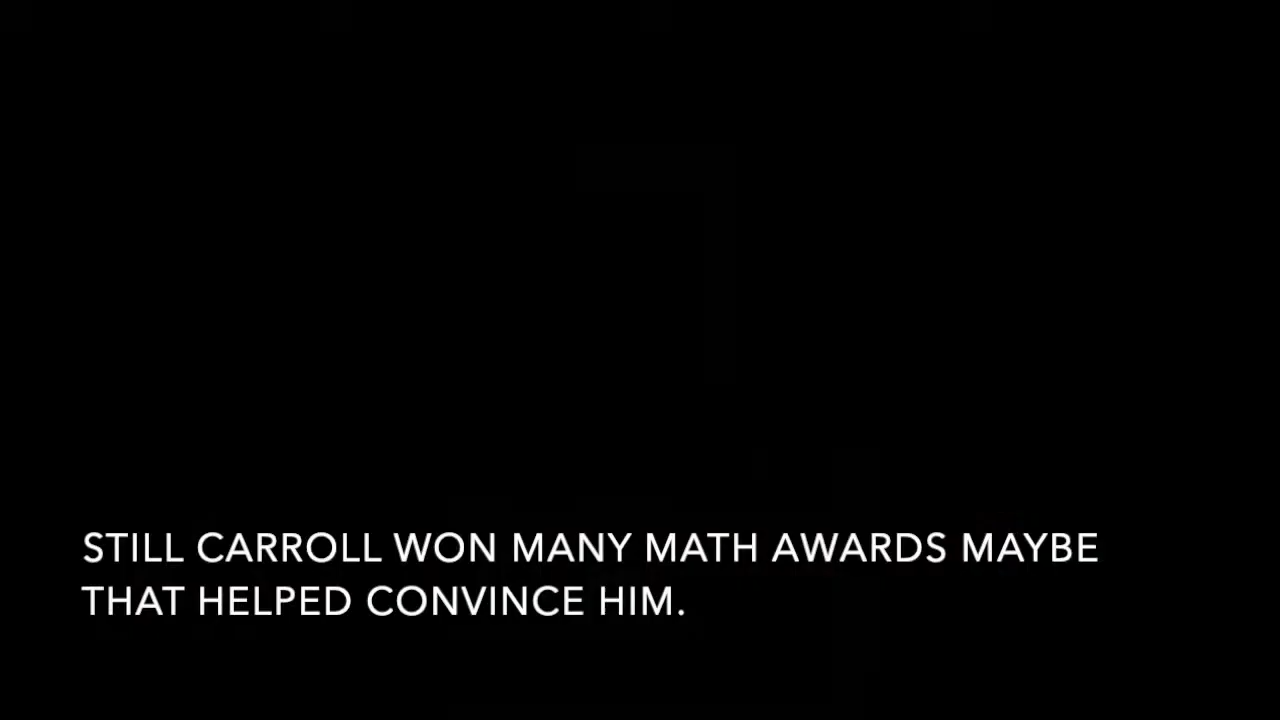 STILL CARROLL WON MANY MATH AWARDS MAYBE
THAT HELPED CONVINCE HIM.